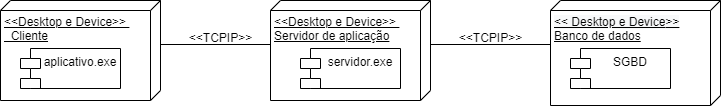 <<Desktop e Device>>
Cliente
aplicativo.exe
<<TCPIP>>
<<Desktop e Device>>
Servidor de aplicação
servidor.exe
<<TCPIP>>
<< Desktop e Device>>
Banco de dados
SGBD